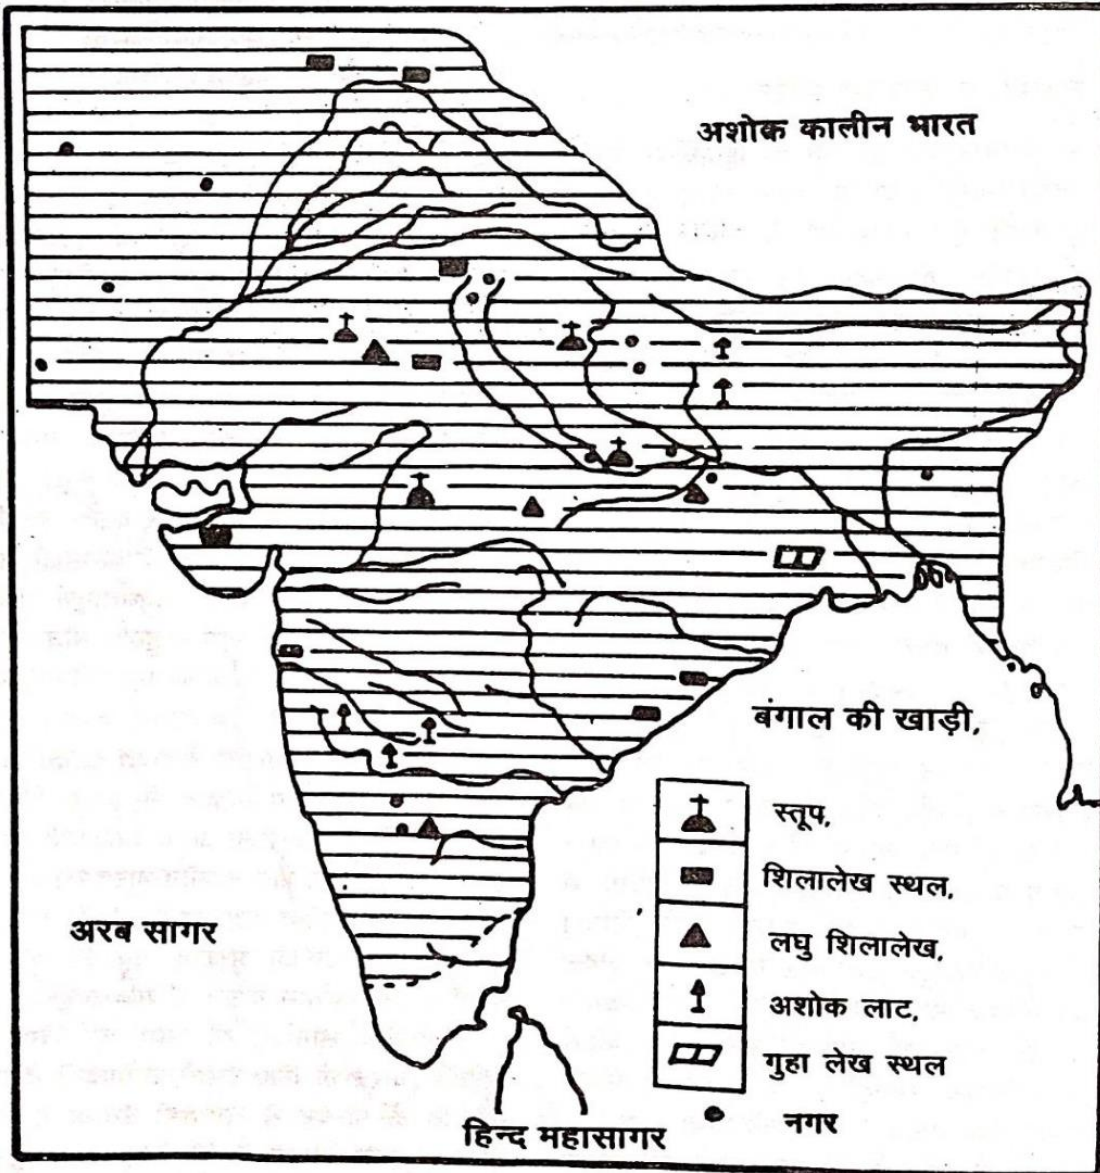 अशोक कालीन भारत
बंगाल की खाड़ी,
स्तूप,
शिलालेख स्थल,
लघु शिलालेख,
अशोक लाट,
गुहा लेख स्थल
नगर
अरब सागर
हिन्द महासागर